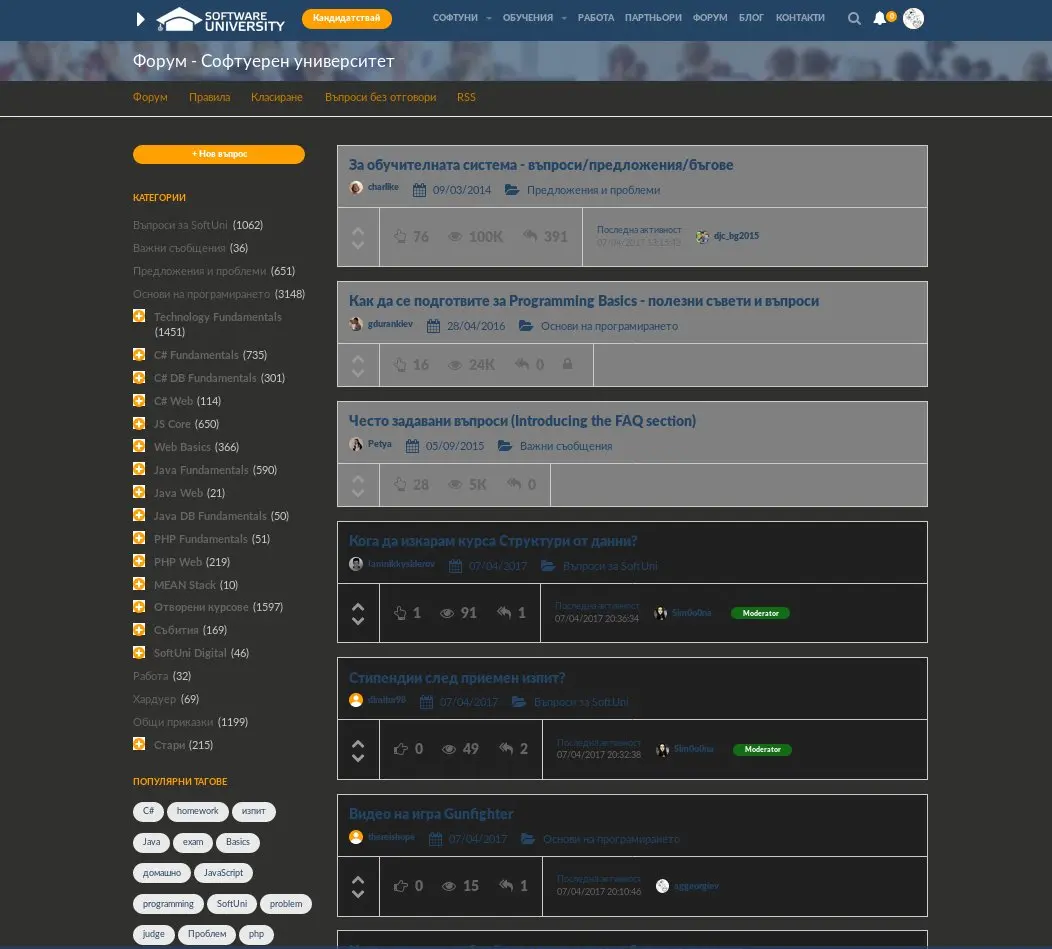 SOFTWARE
UNIVERSITY
Кандидатствай
СОФТУНИ ОБУЧЕНИЯ РАБОТА ПАРТНЬОРИ ФОРУМ БЛОГ КОНТАКТИ
0
Форум - Софтуерен университет
Форум Правила Класиране Въпроси без отговори RSS
+ Нов въпрос
КАТЕГОРИИ
Въпроси за SoftUni (1062)
Важни съобщения (36)
Предложения и проблеми (651)
Основни на програмирането (3148)
Technology Fundamentals
(1451)
C# Fundamentals (735)
C# DB Fundamentals (301)
C# Web (114)
JS Core (650)
Web Basics (366)
Java Fundamentals (590)
Java Web (21)
Java DB Fundamentals (50)
PHP Fundamentals (51)
PHP Web (219)
MEAN Stack (10)
Отворени курсове (1597)
Събития (169)
SoftUni Digital (46)
Работа (32)
Хардуер (69)
Общи приказки (1199)
Стари (215)
ПОПУЛЯРНИ ТАГОВЕ
C# homework изпит
Java exam Basics
домашно JavaScript
programming SoftUni problem
judge Проблем php
За обучителната система - въпроси/предложения/бъгове
charlike 09/03/2014 Предложения и проблеми
76 100K 391
Последна активност
djc_bg2015
Как да се подготвите за Programming Basics - полезни съвети и въпроси
gdurankiev 28/04/2016 Основи на програмирането
16 24K 0
Често задавани въпроси (Introducing the FAQ section)
Petya 05/09/2015 Важни съобщения
28 5K 0
Кога да изкарам курса Структури от данни?
07/04/2017 Въпроси за SoftUni
1 91 1
Последна активност
07/04/2017 20:36:34
Sim0o0na Moderator
Стипендии след приемен изпит?
07/04/2017 Въпроси за SoftUni
0 49 2
Последна активност
07/04/2017 20:32:38
Sim0o0na Moderator
Видео на игра Gunfighter
07/04/2017 Основи на програмирането
0 15 1
Последна активност
07/04/2017 20:10:46